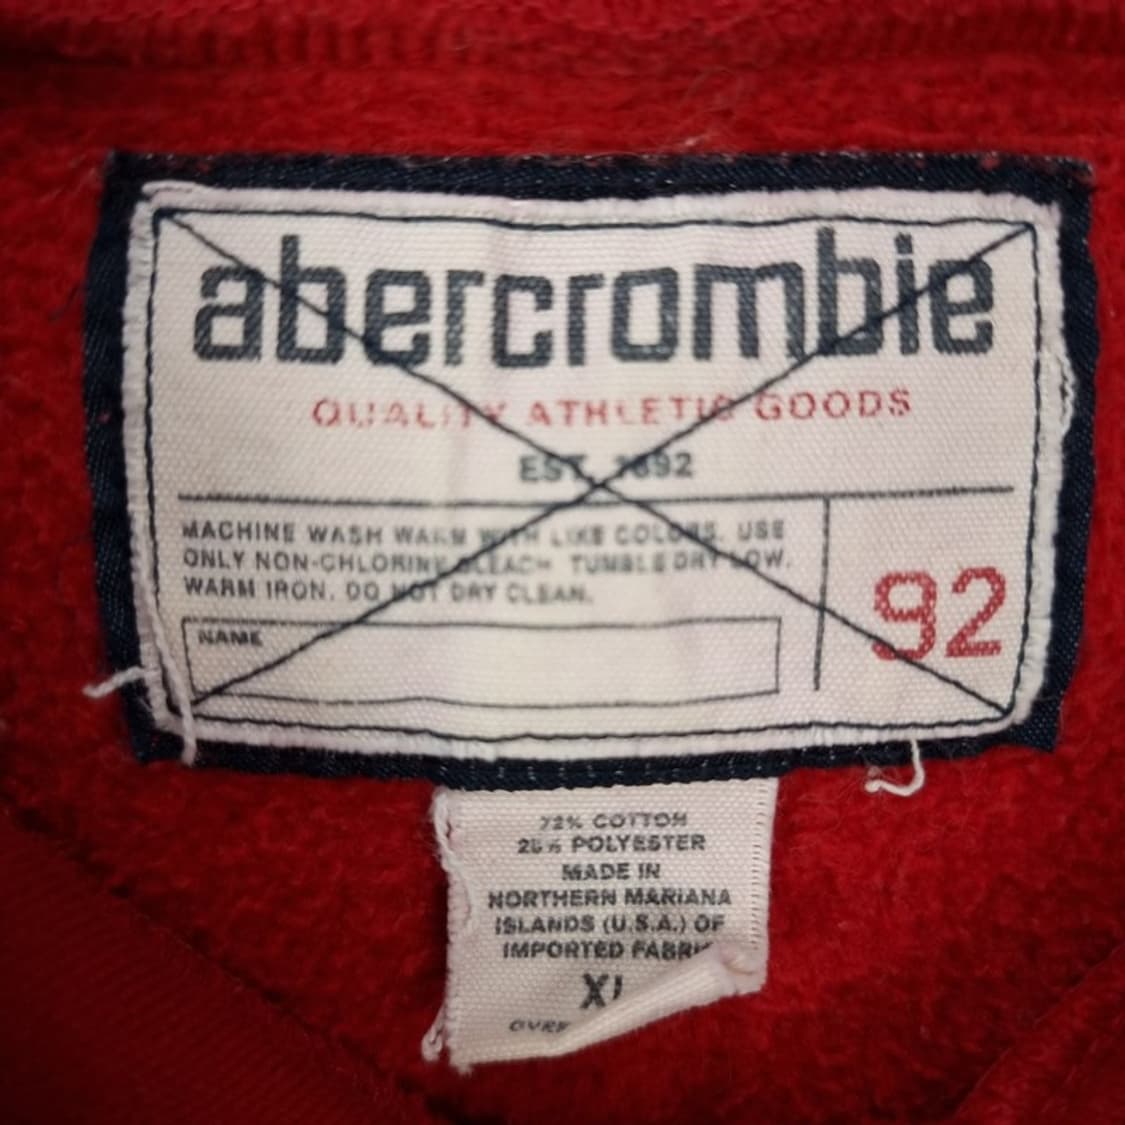 abercrombie
QUALITY ATHLETIC GOODS
EST. 1892
MACHINE WASH WARM WITH LIKE COLORS. USE
ONLY NON-CHLORINE BLEACH TUMBLE DRY LOW.
WARM IRON. DO NOT DRY CLEAN.
92
NAME
72% COTTON
28% POLYESTER
MADE IN
NORTHERN MARIANA
ISLANDS (U.S.A.) OF
IMPORTED FABRIC
XL